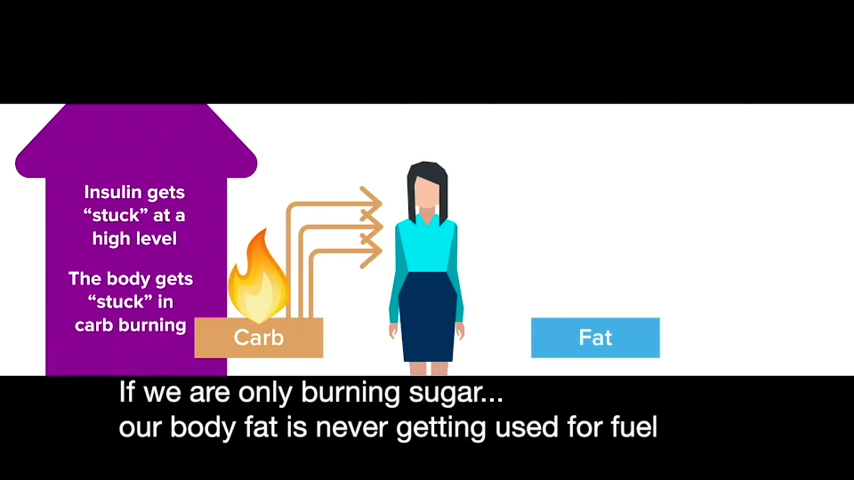 Insulin gets
“stuck” at a
high level
The body gets
“stuck” in
carb burning
Carb
Fat
If we are only burning sugar...
our body fat is never getting used for fuel